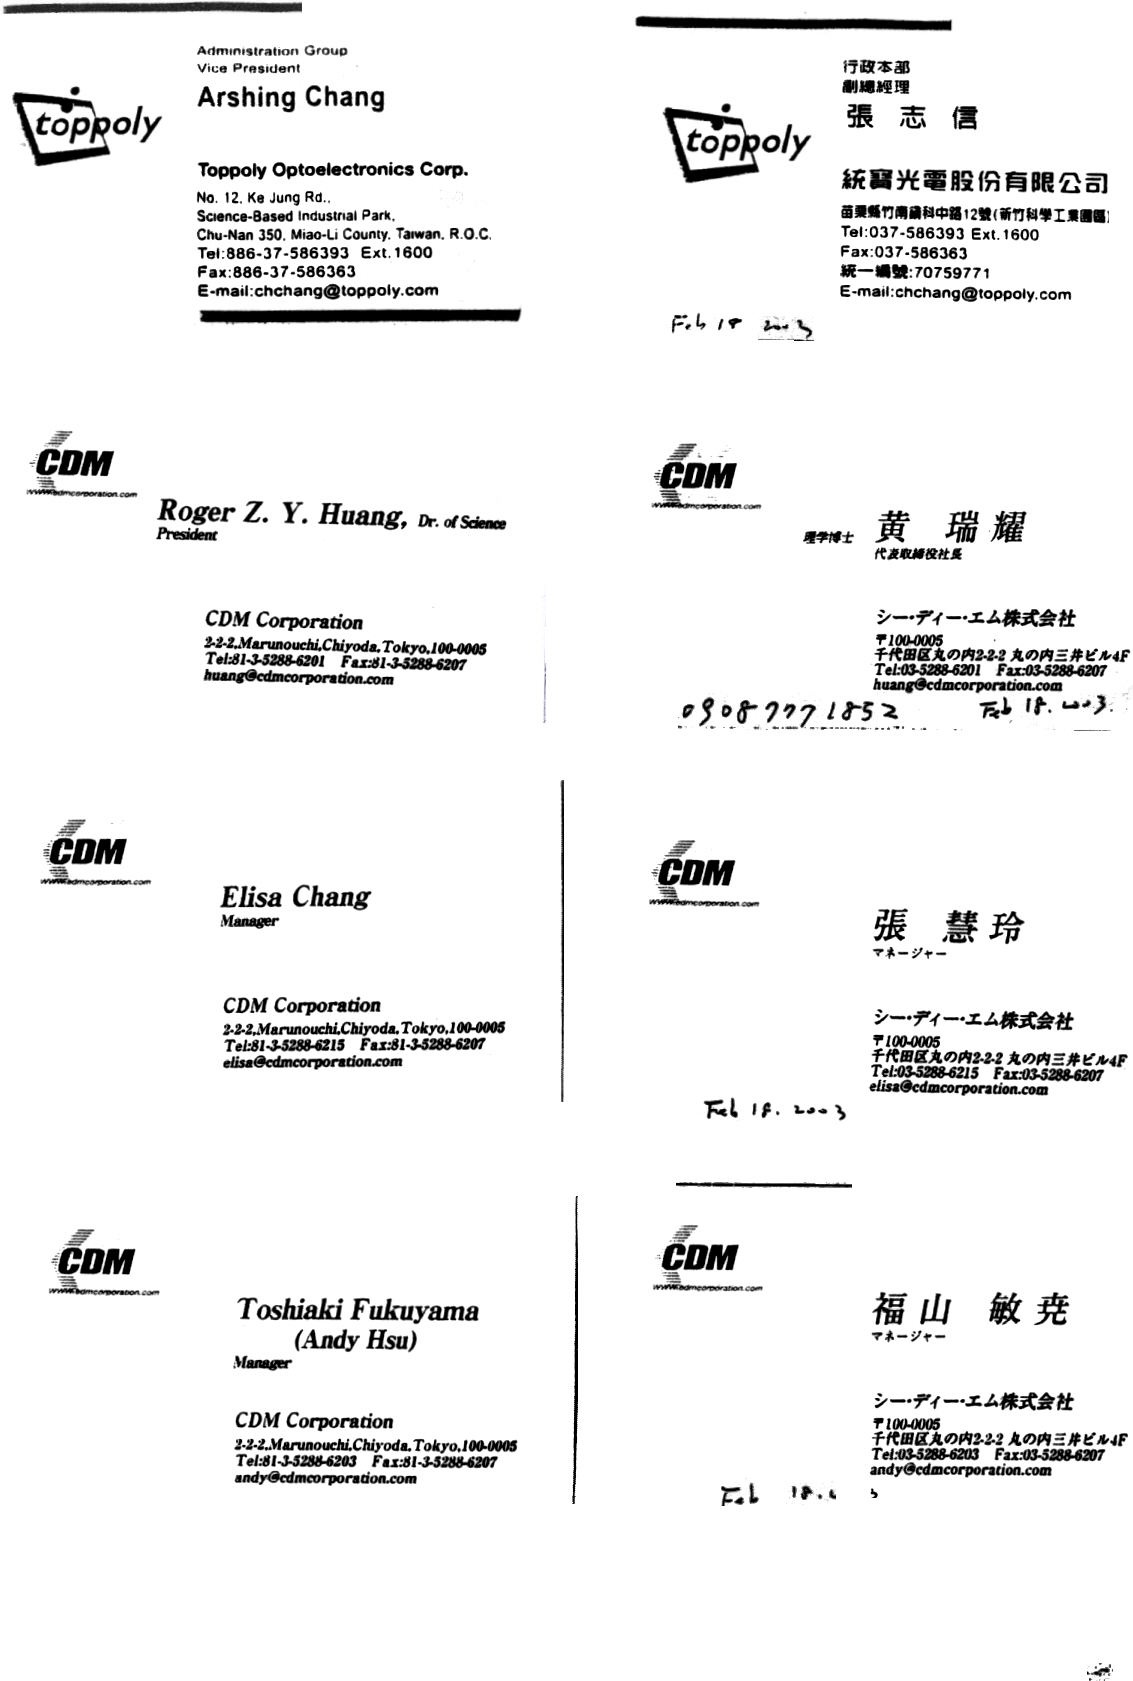 Administration Group
Vice President
Arshing Chang
toppoly
Toppoly Optoelectronics Corp.
No. 12, Ke Jung Rd.,
Science-Based Industrial Park,
Chu-Nan 350, Miao-Li County, Taiwan, R.O.C.
Tel:886-37-586393 Ext.1600
Fax:886-37-586363
E-mail:chchang@toppoly.com
行政本部
副總經理
張志信
toppoly
統寶光電股份有限公司
苗栗縣竹南鎮科中路12號(新竹科學工業園區)
Tel:037-586393 Ext.1600
Fax:037-586363
統一編號:70759771
E-mail:chchang@toppoly.com
Feb 18 2003
CDM
www.cdmcorporation.com
Roger Z. Y. Huang, Dr. of Science
President
CDM Corporation
2-2-2,Marunouchi,Chiyoda,Tokyo,100-0005
Tel:81-3-5288-6201 Fax:81-3-5288-6207
huang@cdmcorporation.com
CDM
www.cdmcorporation.com
理学博士 黄 瑞耀
代表取締役社長
シー・ディー・エム株式会社
〒100-0005
千代田区丸の内2-2-2 丸の内三井ビル4F
Tel:03-5288-6201 Fax:03-5288-6207
huang@cdmcorporation.com
09087771852 Feb 18. 2003.
CDM
www.cdmcorporation.com
Elisa Chang
Manager
CDM Corporation
2-2-2,Marunouchi,Chiyoda,Tokyo,100-0005
Tel:81-3-5288-6215 Fax:81-3-5288-6207
elisa@cdmcorporation.com
CDM
www.cdmcorporation.com
張 慧玲
マネージャー
シー・ディー・エム株式会社
〒100-0005
千代田区丸の内2-2-2 丸の内三井ビル4F
Tel:03-5288-6215 Fax:03-5288-6207
elisa@cdmcorporation.com
Feb 18. 2003
CDM
www.cdmcorporation.com
Toshiaki Fukuyama
(Andy Hsu)
Manager
CDM Corporation
2-2-2,Marunouchi,Chiyoda,Tokyo,100-0005
Tel:81-3-5288-6203 Fax:81-3-5288-6207
andy@cdmcorporation.com
CDM
www.cdmcorporation.com
福山 敏尭
マネージャー
シー・ディー・エム株式会社
〒100-0005
千代田区丸の内2-2-2 丸の内三井ビル4F
Tel:03-5288-6203 Fax:03-5288-6207
andy@cdmcorporation.com
Feb 18.